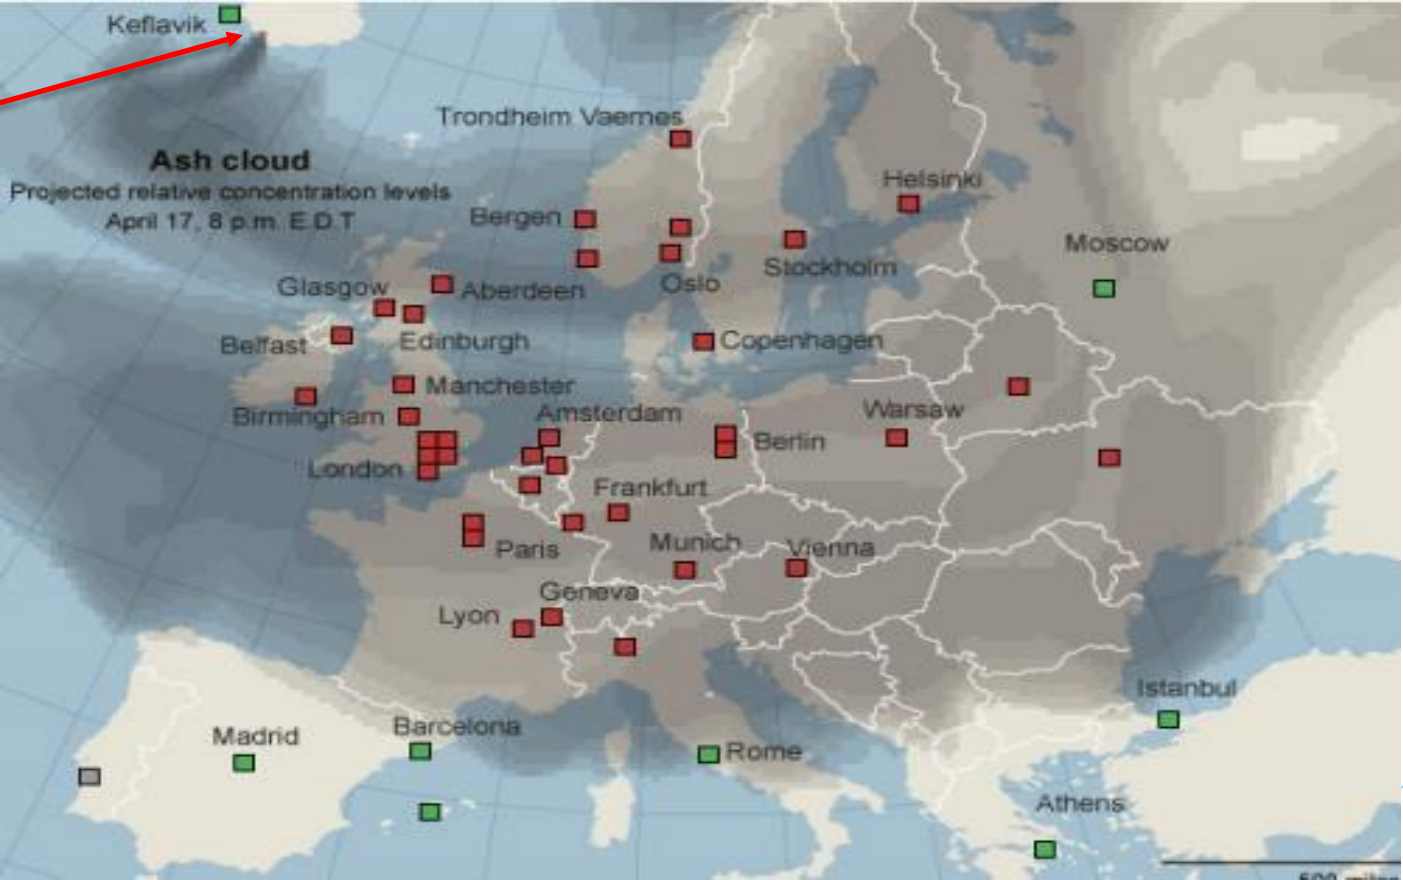 Keflavik
Trondheim Vaernes
Ash cloud
Projected relative concentration levels
April 17, 8 p.m. E.D.T
Helsinki
Bergen
Moscow
Stockholm
Oslo
Glasgow
Aberdeen
Belfast
Edinburgh
Copenhagen
Manchester
Birmingham
Amsterdam
Warsaw
Berlin
London
Frankfurt
Paris
Munich
Vienna
Geneva
Lyon
Istanbul
Madrid
Barcelona
Rome
Athens
500 miles